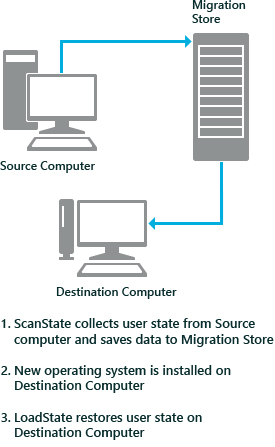 Migration
Store
Source Computer
Destination Computer
1. ScanState collects user state from Source
computer and saves data to Migration Store
2. New operating system is installed on
Destination Computer
3. LoadState restores user state on
Destination Computer